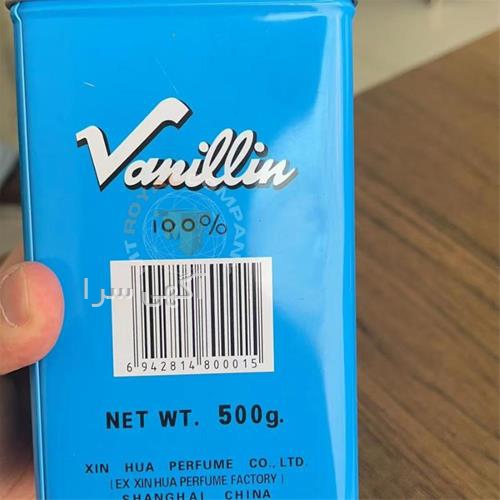 Vanillin
100%
آگهی سرا
6 942814 800015
NET WT. 500g.
XIN HUA PERFUME CO., LTD.
(EX XIN HUA PERFUME FACTORY)
SHANGHAI CHINA